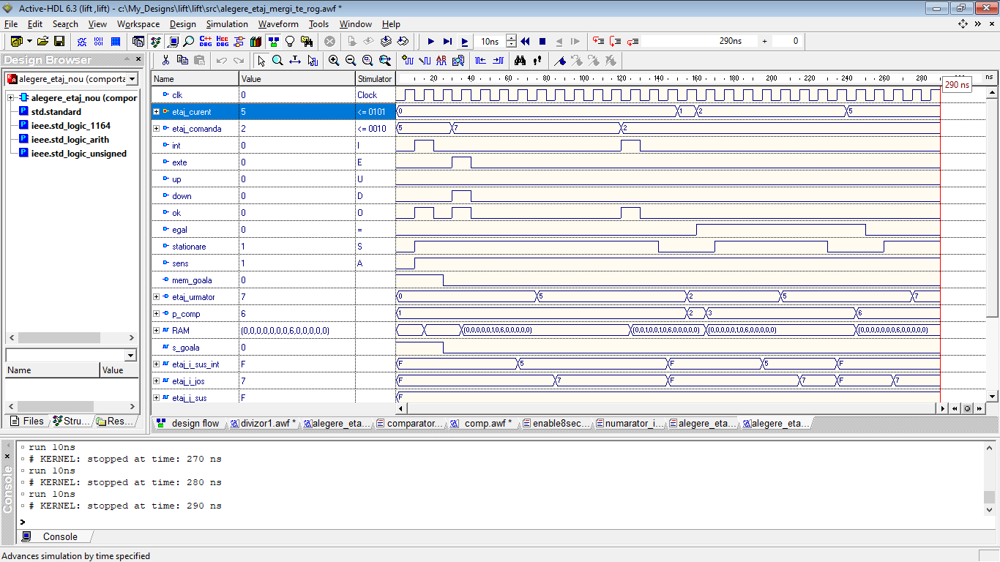 Active-HDL 6.3 (lift ,lift) - c:\My_Designs\lift\lift\src\alegere_etaj_mergi_te_rog.awf *
File Edit Search View Workspace Design Simulation Waveform Tools Window Help
10ns 290ns + 0
Design Browser
alegere_etaj_nou (comporta
alegere_etaj_nou (compor
std.standard
ieee.std_logic_1164
ieee.std_logic_arith
ieee.std_logic_unsigned
Name Value
Files Stru... Res...
Name Value Stimulator 20 40 60 80 100 120 140 160 180 200 220 240 260 280 ns
290 ns
clk 0 Clock
etaj_curent 5 <= 0101 0 1 2 5
etaj_comanda 2 <= 0010 5 7 2
int 0 I
exte 0 E
up 0 U
down 0 D
ok 0 O
egal 0 =
stationare 1 S
sens 1 A
mem_goala 0
etaj_urmator 7 0 5 2 5 7
p_comp 6 1 2 3 6
RAM (0,0,0,0,0,0,0,6,0,0,0,0,0) (0,0,0,0,0,1,0,6,0,0,0,0,0) (0,0,1,0,0,1,0,6,0,0,0,0,0) (0,0,0,0,0,1,0,6,0,0,0,0,0) (0,0,0,0,0,0,0,6,0,0,0,0,0)
s_goala 0
etaj_i_sus_int F F 5 F 5 F
etaj_i_jos 7 F 7 F 7 F 7
etaj_i_sus F F
design flow divizor1.awf * alegere_eta... comparator... comp.awf * enable8sec... numarator_i... alegere_eta... alegere_eta...
run 10ns
# KERNEL: stopped at time: 270 ns
run 10ns
# KERNEL: stopped at time: 280 ns
run 10ns
# KERNEL: stopped at time: 290 ns
>
Console
Console
Advances simulation by time specified